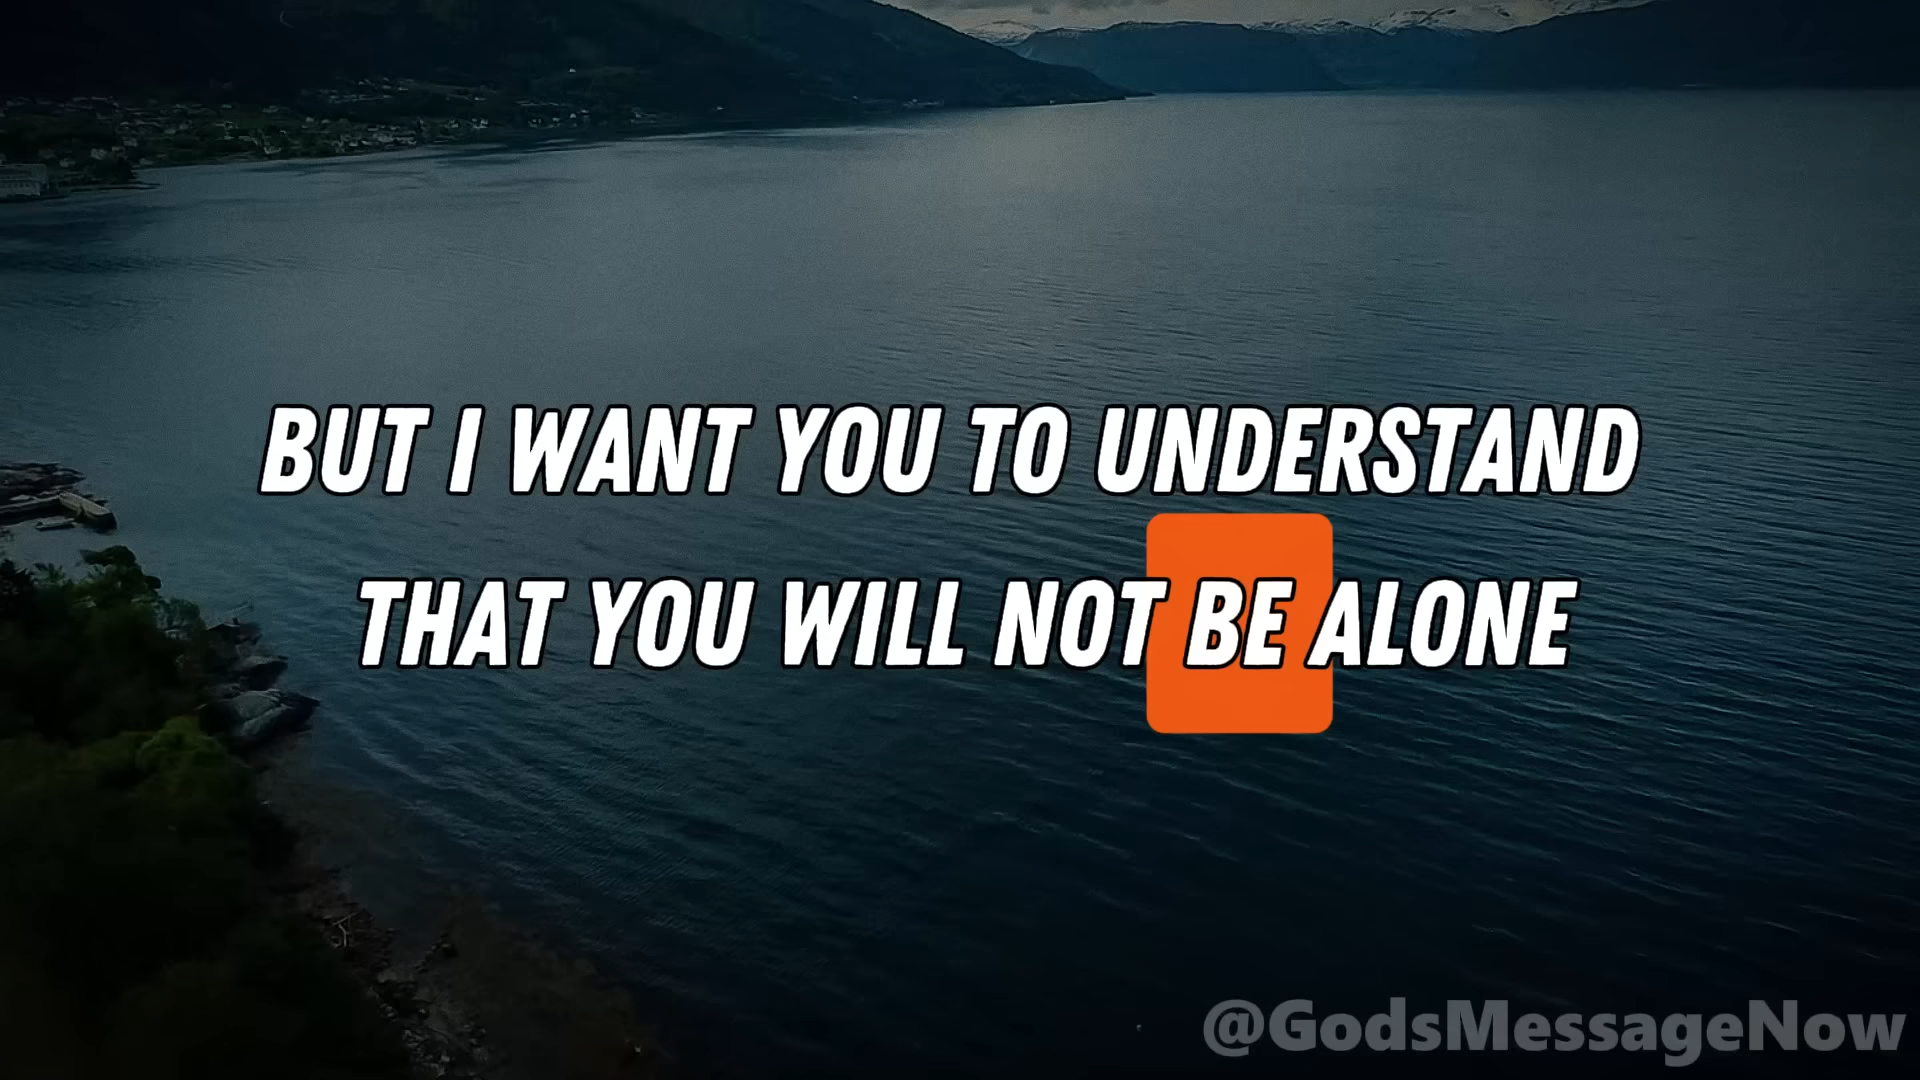 BUT I WANT YOU TO UNDERSTAND
THAT YOU WILL NOT BE ALONE
@GodsMessageNow